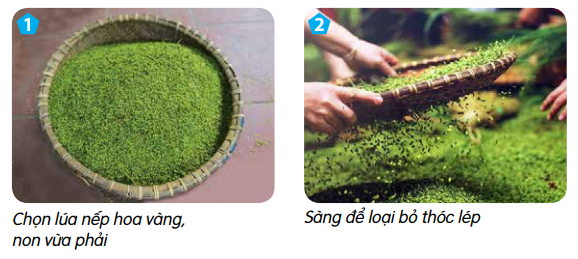 1
2
Chọn lúa nếp hoa vàng,
non vừa phải
Sàng để loại bỏ thóc lép